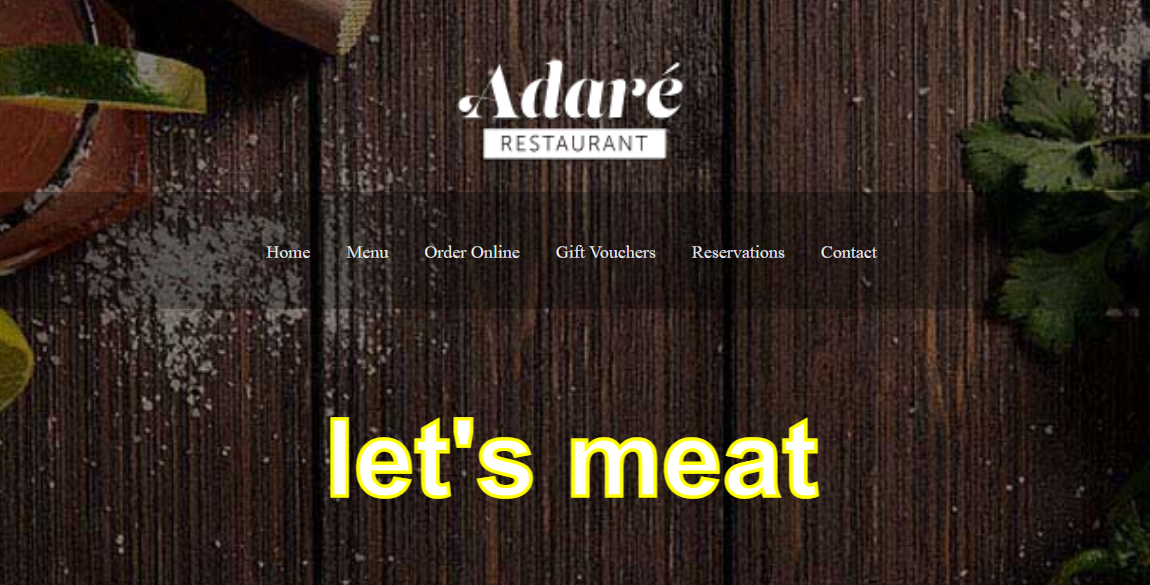 Adaré
RESTAURANT
Home Menu Order Online Gift Vouchers Reservations Contact
let's meat